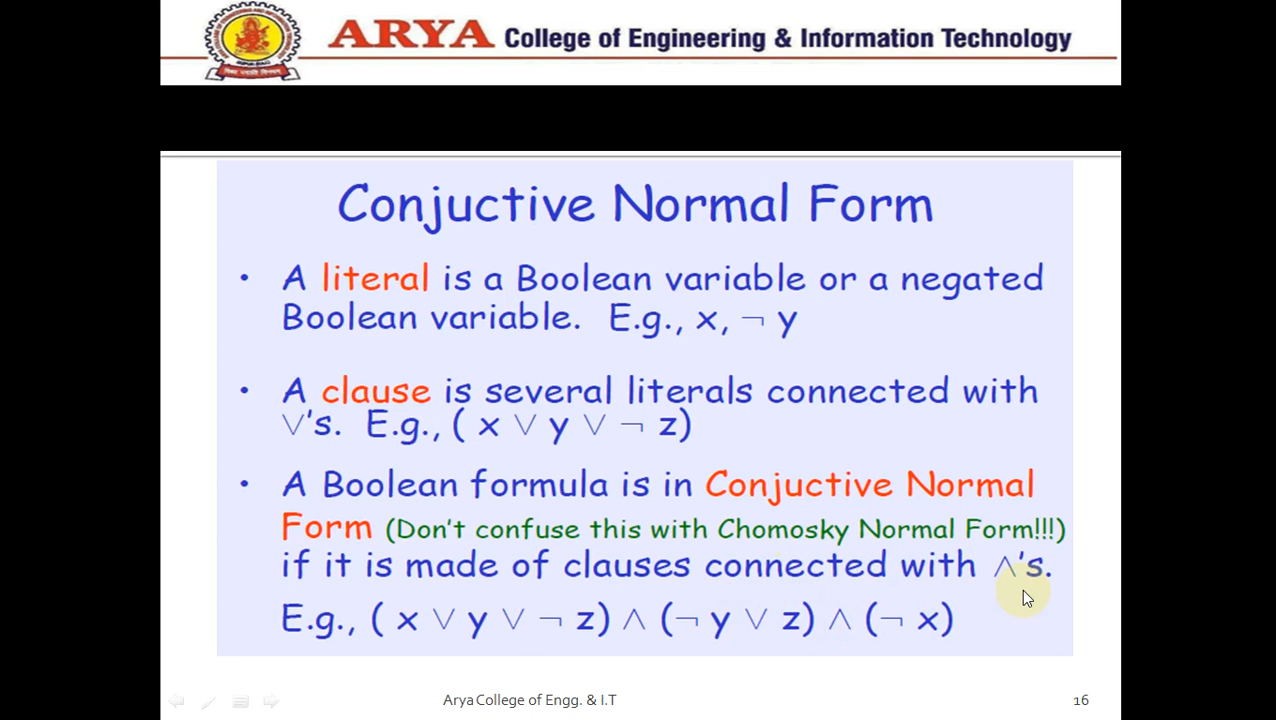 ARYA College of Engineering & Information Technology
Conjuctive Normal Form
• A literal is a Boolean variable or a negated
Boolean variable. E.g., x, ¬ y
• A clause is several literals connected with
∨'s. E.g., ( x ∨ y ∨ ¬ z)
• A Boolean formula is in Conjuctive Normal
Form (Don't confuse this with Chomosky Normal Form!!!)
if it is made of clauses connected with ∧'s.
E.g., ( x ∨ y ∨ ¬ z) ∧ (¬ y ∨ z) ∧ (¬ x)
Arya College of Engg. & I.T
16